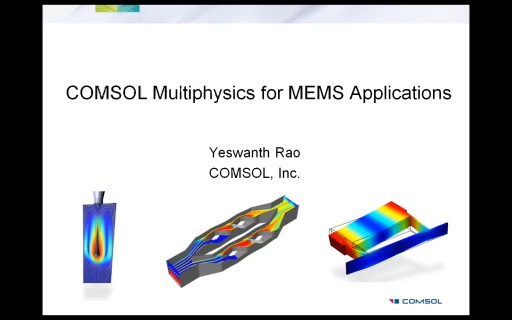 COMSOL Multiphysics for MEMS Applications
Yeswanth Rao
COMSOL, Inc.
COMSOL